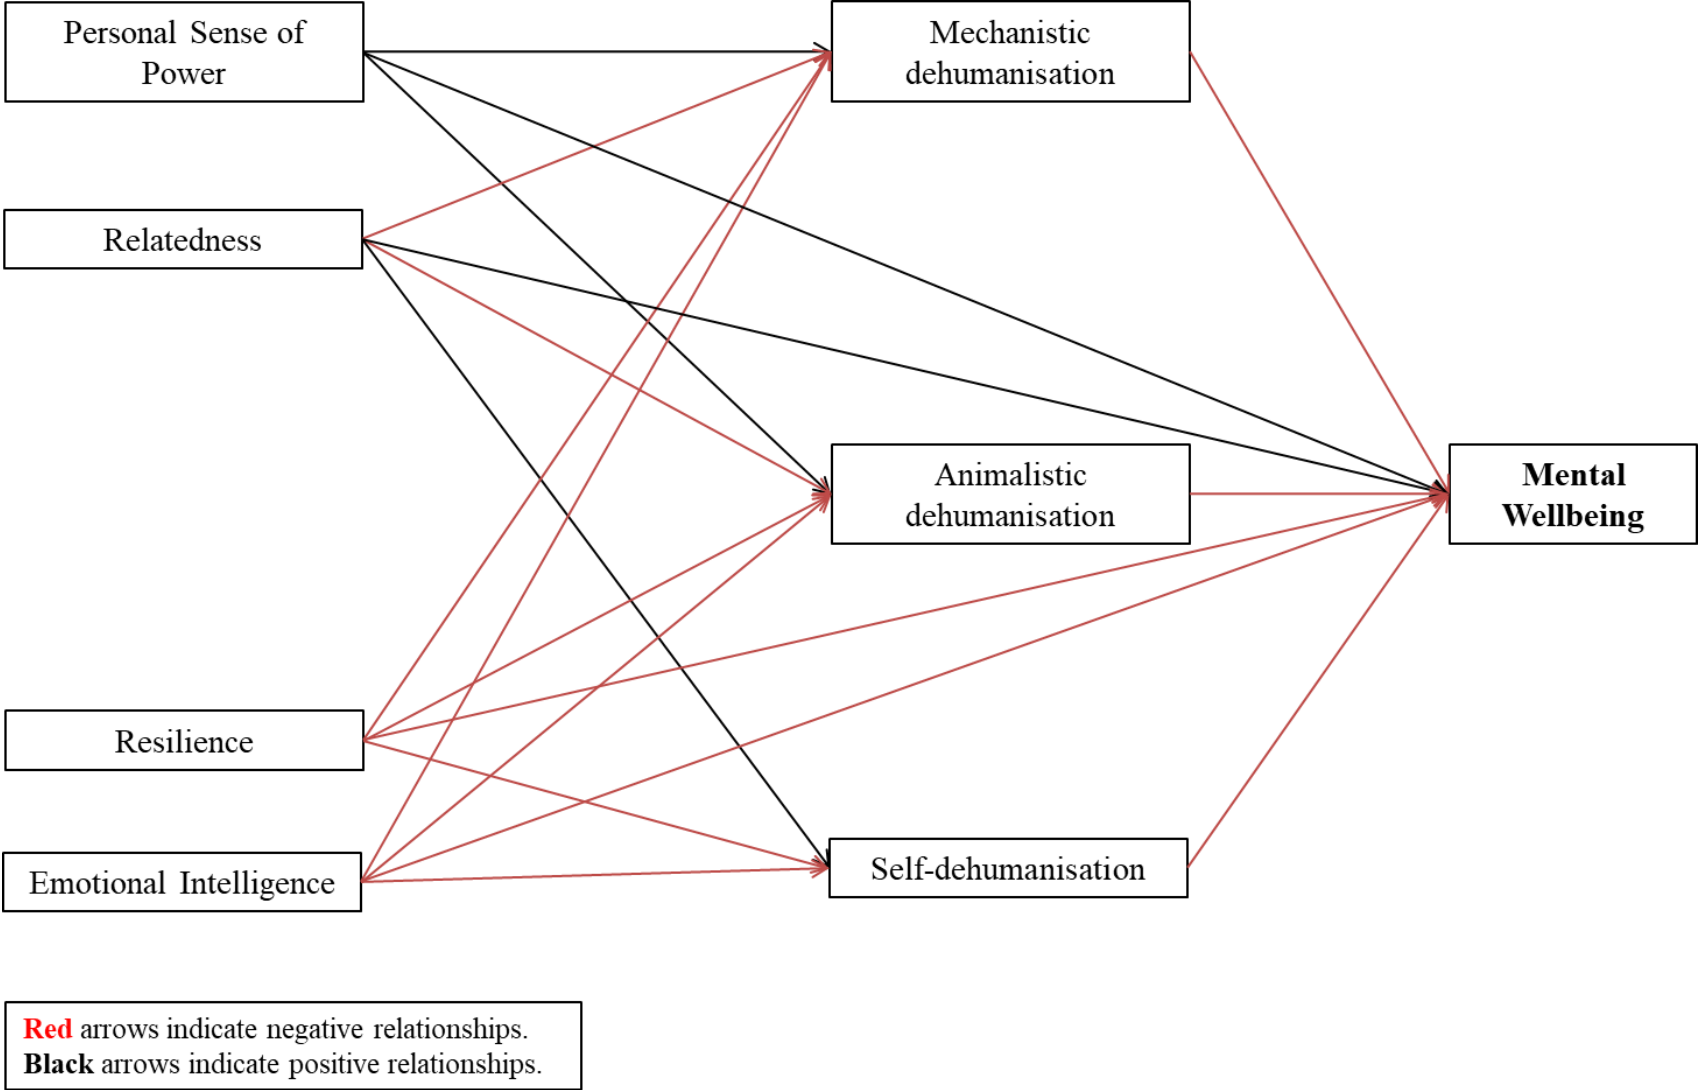 Personal Sense of
Power
Mechanistic
dehumanisation
Relatedness
Animalistic
dehumanisation
Mental
Wellbeing
Resilience
Emotional Intelligence
Self-dehumanisation
Red arrows indicate negative relationships.
Black arrows indicate positive relationships.